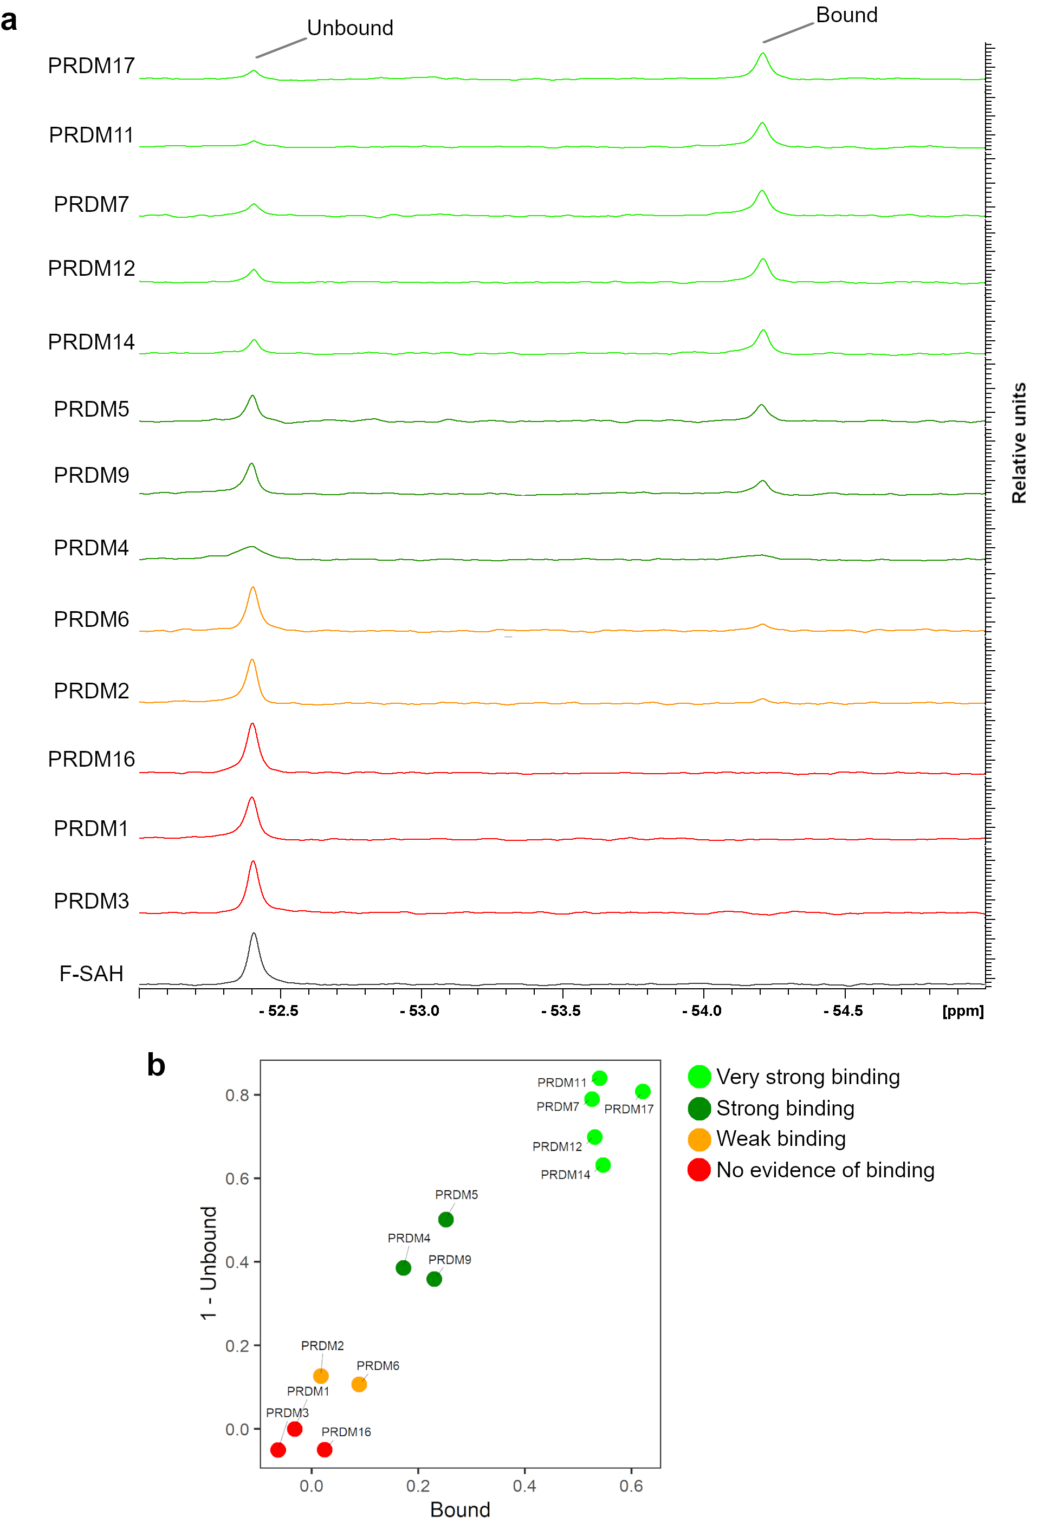 a
Unbound
Bound
PRDM17
PRDM11
PRDM7
PRDM12
PRDM14
PRDM5
PRDM9
PRDM4
PRDM6
PRDM2
PRDM16
PRDM1
PRDM3
F-SAH
Relative units
- 52.5 - 53.0 - 53.5 - 54.0 - 54.5 [ppm]
b
Very strong binding
Strong binding
Weak binding
No evidence of binding
1 - Unbound
0.8
0.6
0.4
0.2
0.0
PRDM11
PRDM7
PRDM17
PRDM12
PRDM14
PRDM5
PRDM4
PRDM9
PRDM2
PRDM6
PRDM1
PRDM3
PRDM16
0.0 0.2 0.4 0.6
Bound